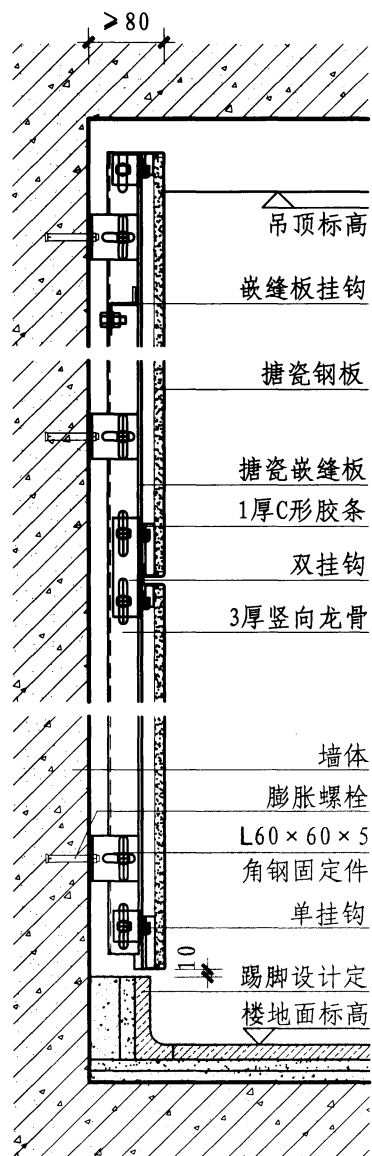 ≥80
吊顶标高
嵌缝板挂钩
搪瓷钢板
搪瓷嵌缝板
1厚C形胶条
双挂钩
3厚竖向龙骨
墙体
膨胀螺栓
L60×60×5
角钢固定件
单挂钩
10
踢脚设计定
楼地面标高